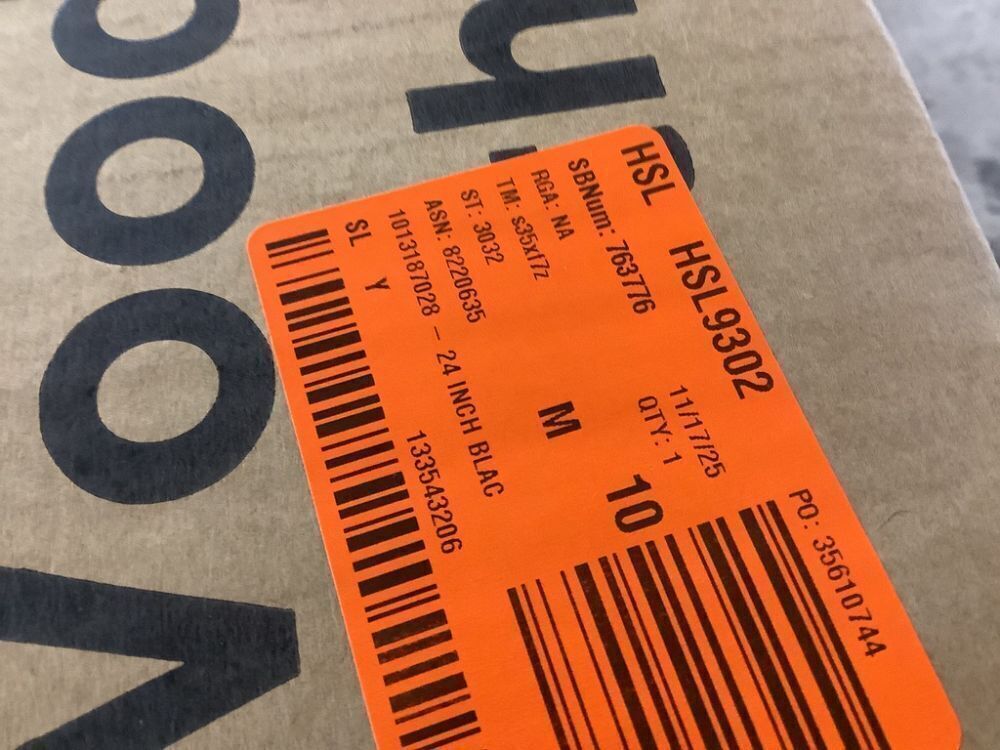 HSL HSL9302
SBNum: 763776 11/17/25 PO: 35610744
RGA: NA QTY: 1
TM: s35xf7z 10
ST: 3032 M
ASN: 8220635
1013187028 - 24 INCH BLAC
SL Y 133543206